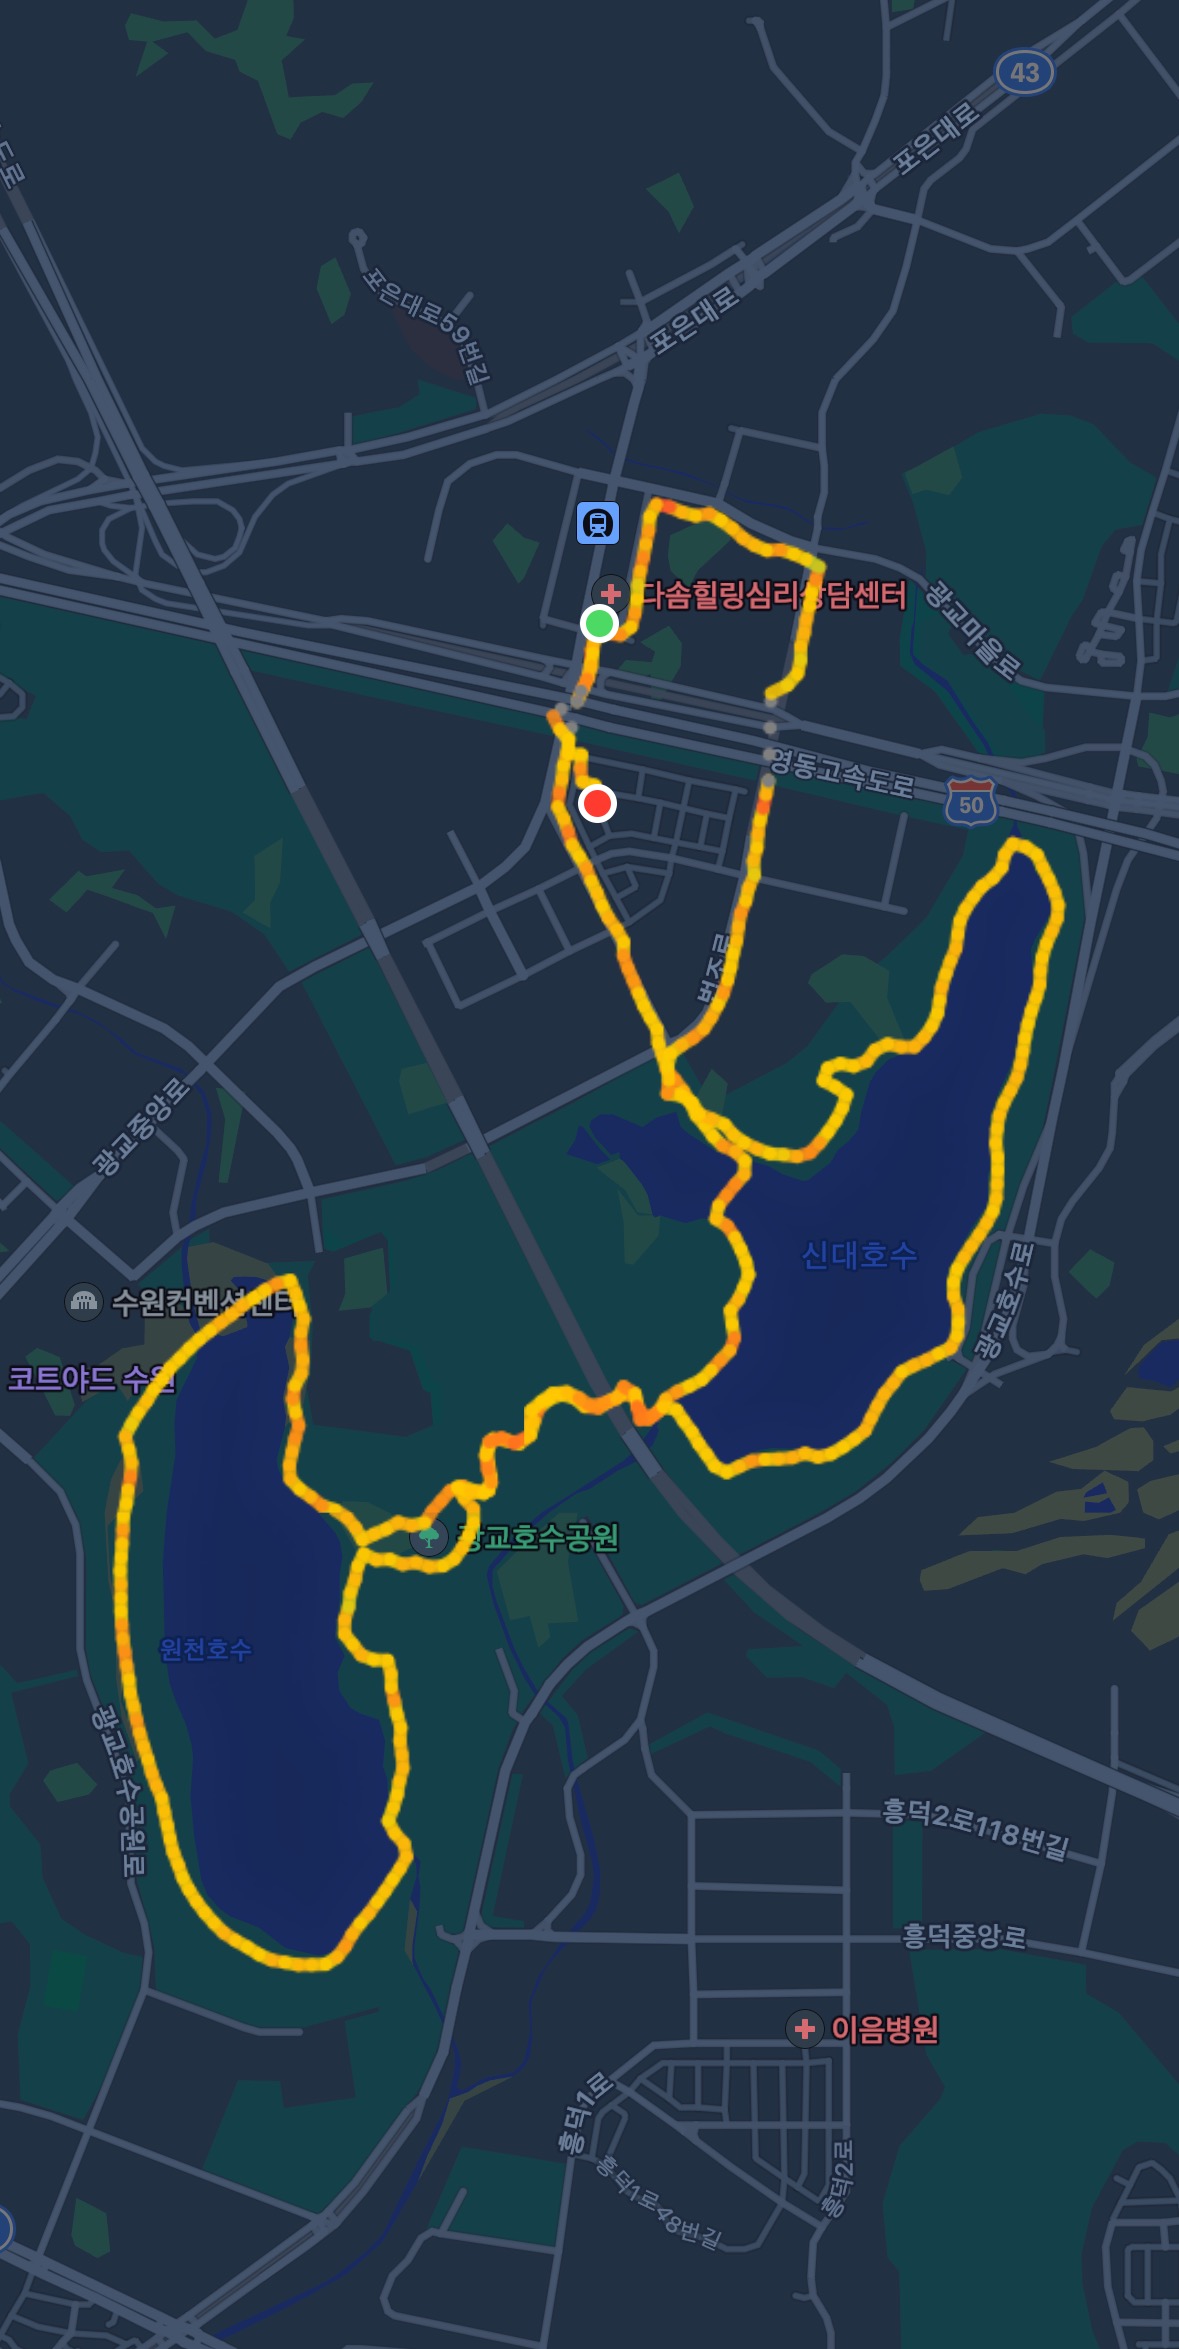 43
포은대로
도로
포은대로59번길
포은대로
다솜힐링심리상담센터
광교마을로
영동고속도로
50
법조로
광교중앙로
신대호수
수원컨벤션센터
광교호수로
코트야드 수원
광교호수공원
원천호수
광교호수공원로
흥덕2로118번길
흥덕중앙로
이음병원
흥덕1로
흥덕2로
흥덕1로48번길